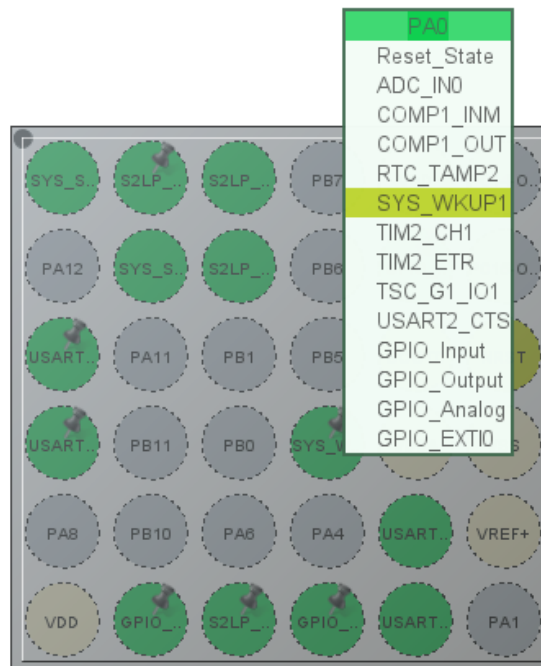 PA0
Reset_State
ADC_IN0
COMP1_INM
COMP1_OUT
RTC_TAMP2
SYS_WKUP1
TIM2_CH1
TIM2_ETR
TSC_G1_IO1
USART2_CTS
GPIO_Input
GPIO_Output
GPIO_Analog
GPIO_EXTI0
SYS_S.. S2LP_.. S2LP_.. PB7
PA12 SYS_S.. S2LP_.. PB6
USART.. PA11 PB1 PB5 T
USART.. PB11 PB0 SYS_W S
PA8 PB10 PA6 PA4 USART.. VREF+
VDD GPIO_.. S2LP_.. GPIO_.. USART.. PA1